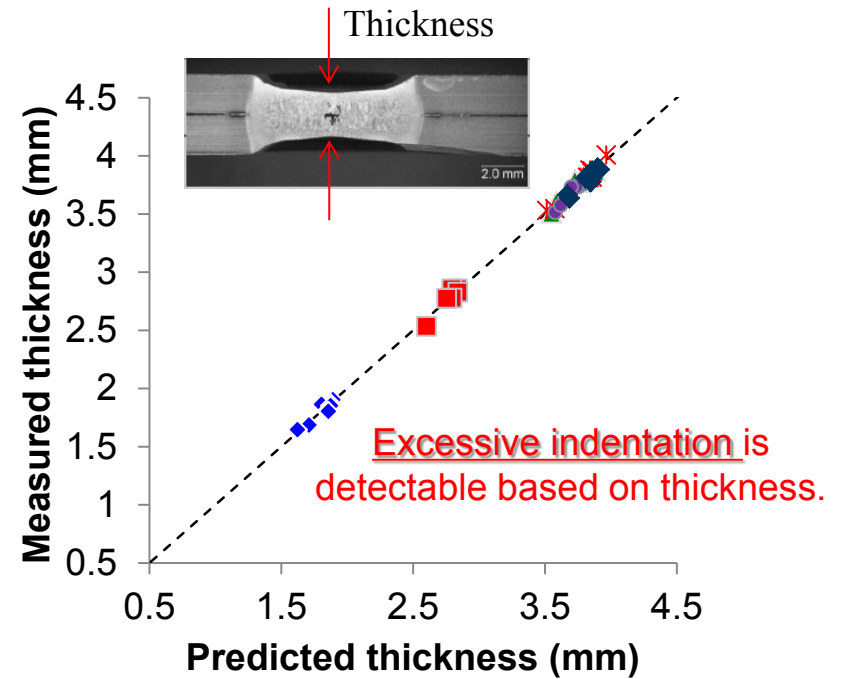 Thickness
2.0 mm
4.5
4
3.5
3
2.5
2
1.5
1
0.5
Measured thickness (mm)
Excessive indentation is
detectable based on thickness.
0.5 1.5 2.5 3.5 4.5
Predicted thickness (mm)